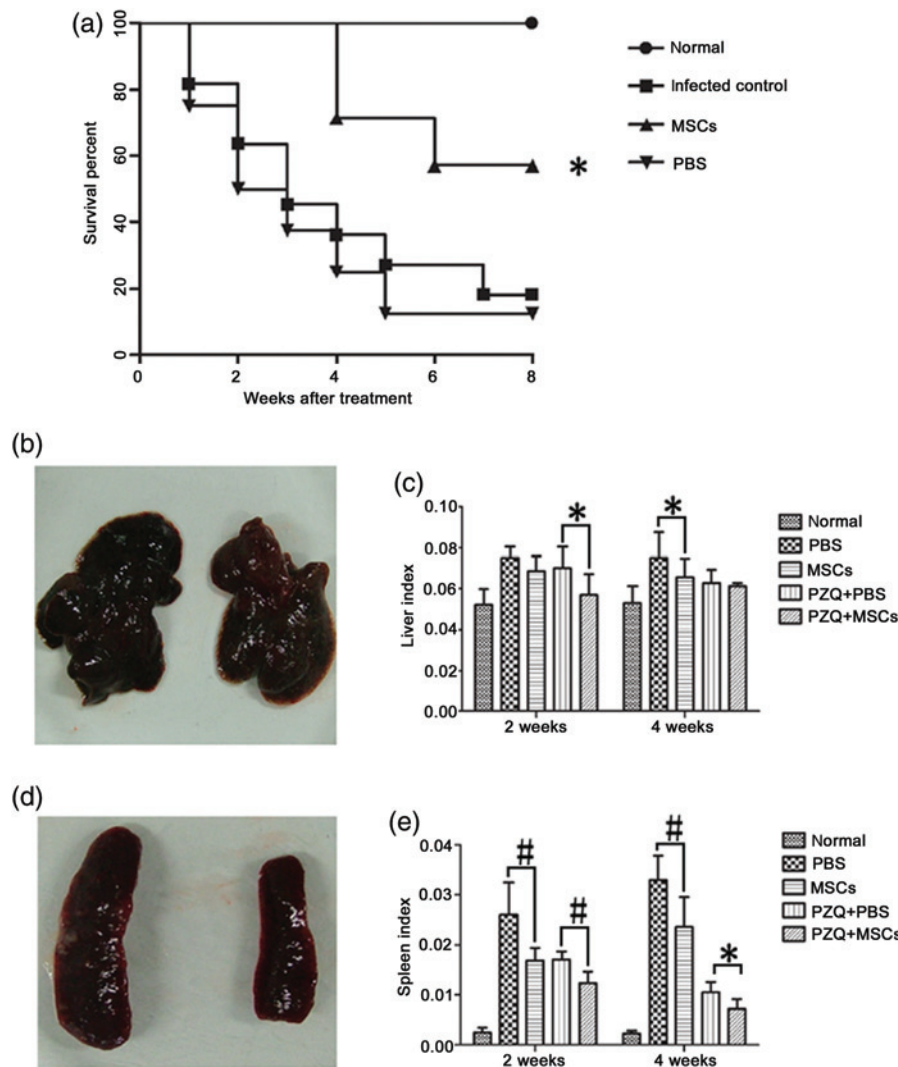 (a)
100
80
60
40
20
0
Survival percent
0 2 4 6 8
Weeks after treatment
Normal
Infected control
MSCs
PBS
*
(b)
(c)
0.10
0.08
0.06
0.04
0.02
0.00
Liver index
* *
2 weeks 4 weeks
Normal
PBS
MSCs
PZQ+PBS
PZQ+MSCs
(d)
(e)
0.04
0.03
0.02
0.01
0.00
Spleen index
# # # *
2 weeks 4 weeks
Normal
PBS
MSCs
PZQ+PBS
PZQ+MSCs